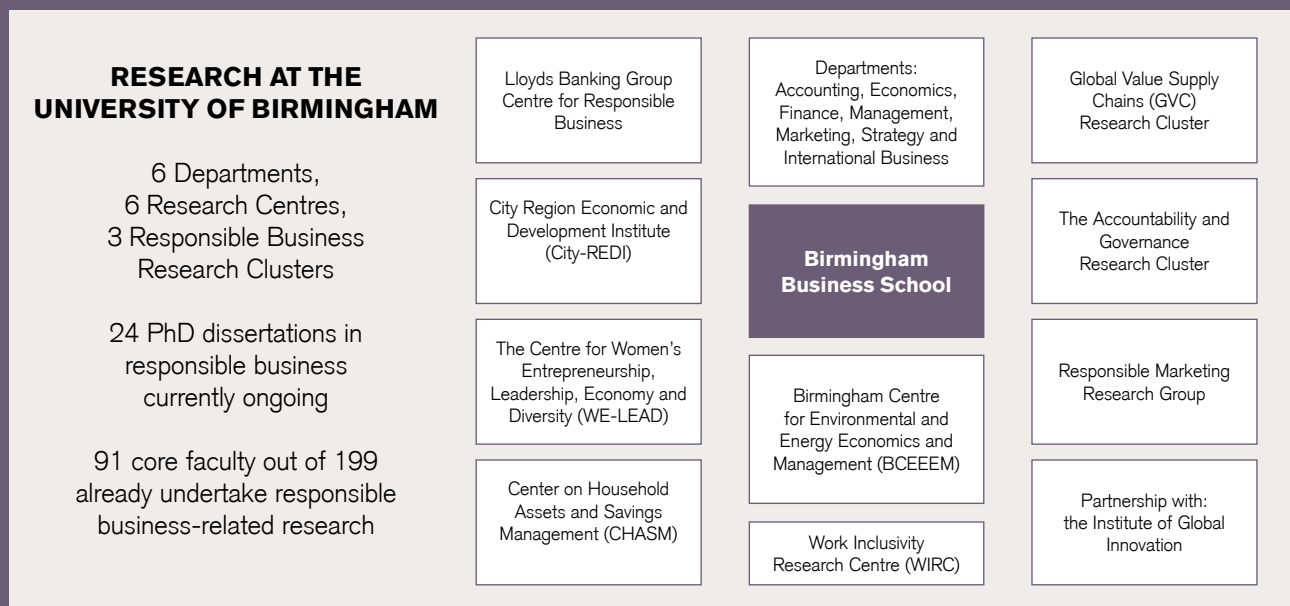 RESEARCH AT THE
UNIVERSITY OF BIRMINGHAM
6 Departments,
6 Research Centres,
3 Responsible Business
Research Clusters
24 PhD dissertations in
responsible business
currently ongoing
91 core faculty out of 199
already undertake responsible
business-related research
Lloyds Banking Group
Centre for Responsible
Business
City Region Economic and
Development Institute
(City-REDI)
The Centre for Women's
Entrepreneurship,
Leadership, Economy and
Diversity (WE-LEAD)
Center on Household
Assets and Savings
Management (CHASM)
Departments:
Accounting, Economics,
Finance, Management,
Marketing, Strategy and
International Business
Birmingham
Business School
Birmingham Centre
for Environmental and
Energy Economics and
Management (BCEEEM)
Work Inclusivity
Research Centre (WIRC)
Global Value Supply
Chains (GVC)
Research Cluster
The Accountability and
Governance
Research Cluster
Responsible Marketing
Research Group
Partnership with:
the Institute of Global
Innovation